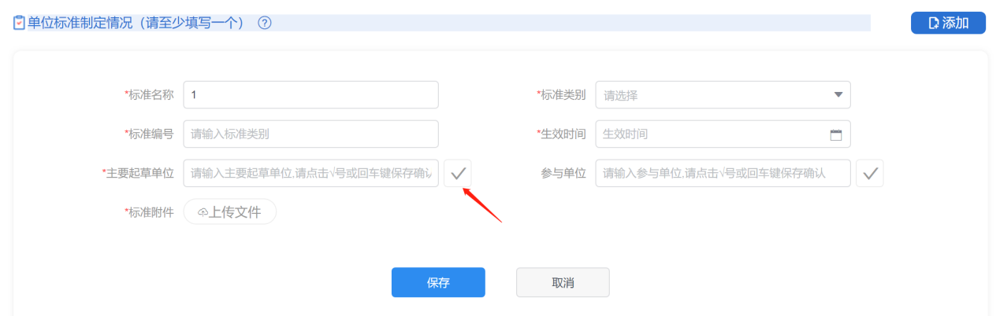 单位标准制定情况（请至少填写一个） ?
添加
*标准名称 1 *标准类别 请选择
*标准编号 请输入标准类别 *生效时间 生效时间
*主要起草单位 请输入主要起草单位,请点击√号或回车键保存确 参与单位 请输入参与单位,请点击√号或回车键保存确认
*标准附件 上传文件
保存 取消